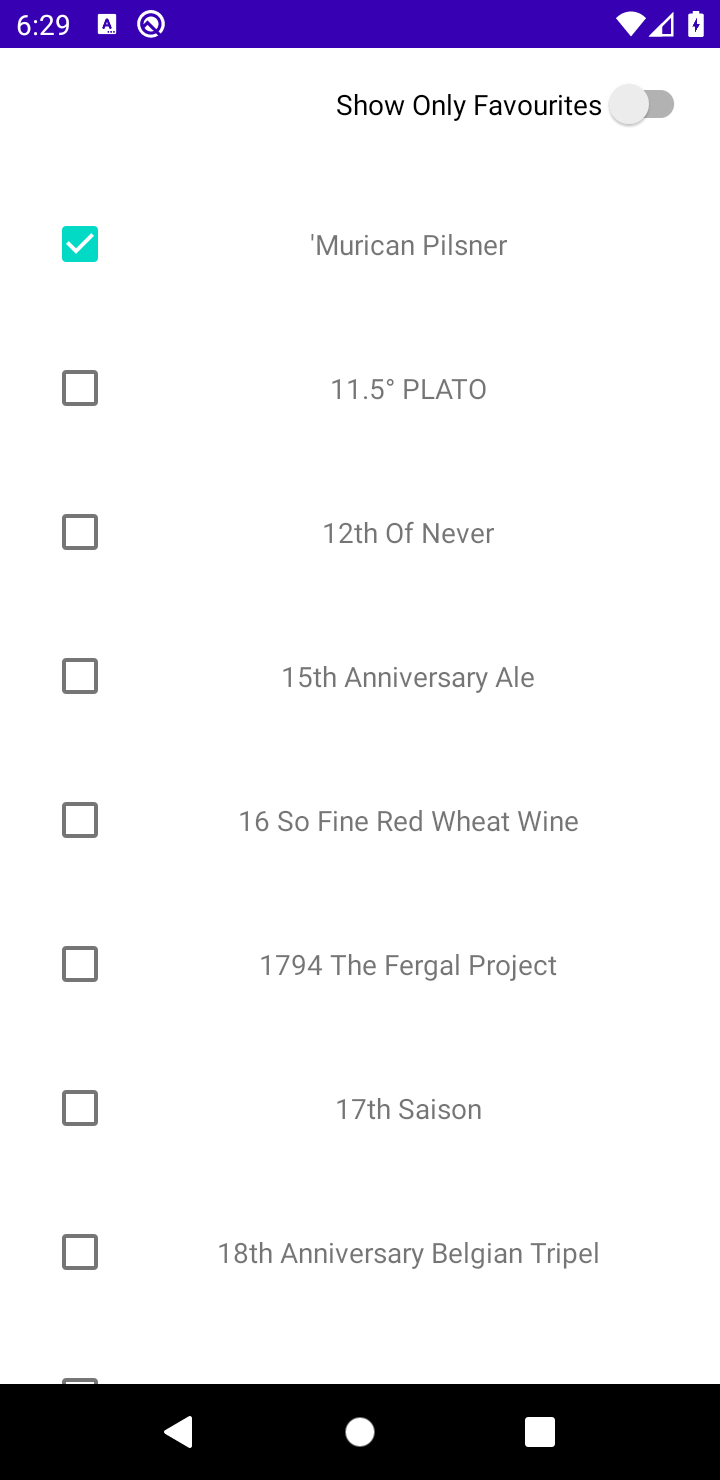 6:29
Show Only Favourites
'Murican Pilsner
11.5° PLATO
12th Of Never
15th Anniversary Ale
16 So Fine Red Wheat Wine
1794 The Fergal Project
17th Saison
18th Anniversary Belgian Tripel